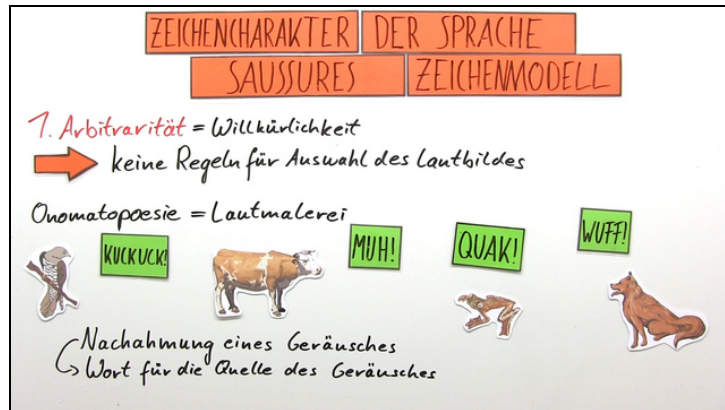 ZEICHENCHARAKTER DER SPRACHE
SAUSSURES ZEICHENMODELL
1. Arbitrarität = Willkürlichkeit
keine Regeln für Auswahl des Lautbildes
Onomatopoesie = Lautmalerei
KUCKUCK! MUH! QUAK! WUFF!
Nachahmung eines Geräusches
Wort für die Quelle des Geräusches